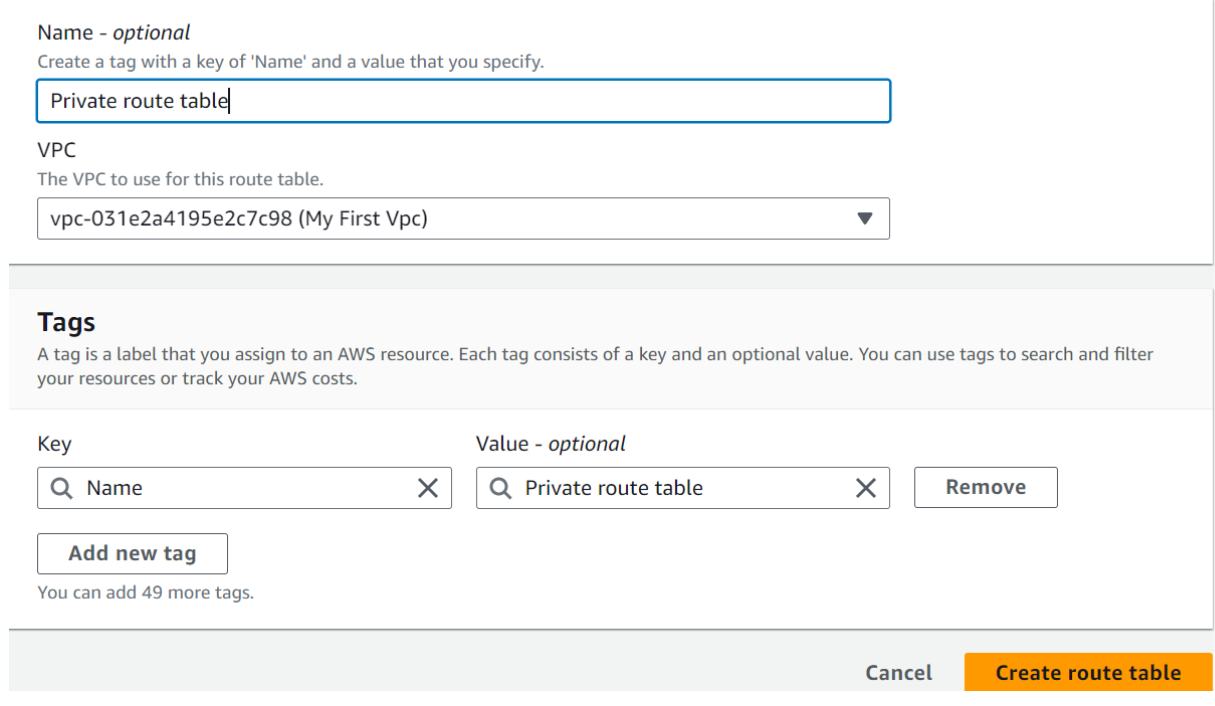 Name - optional
Create a tag with a key of 'Name' and a value that you specify.
Private route table
VPC
The VPC to use for this route table.
vpc-031e2a4195e2c7c98 (My First Vpc)
Tags
A tag is a label that you assign to an AWS resource. Each tag consists of a key and an optional value. You can use tags to search and filter
your resources or track your AWS costs.
Key
Value - optional
Name
Private route table
Remove
Add new tag
You can add 49 more tags.
Cancel
Create route table